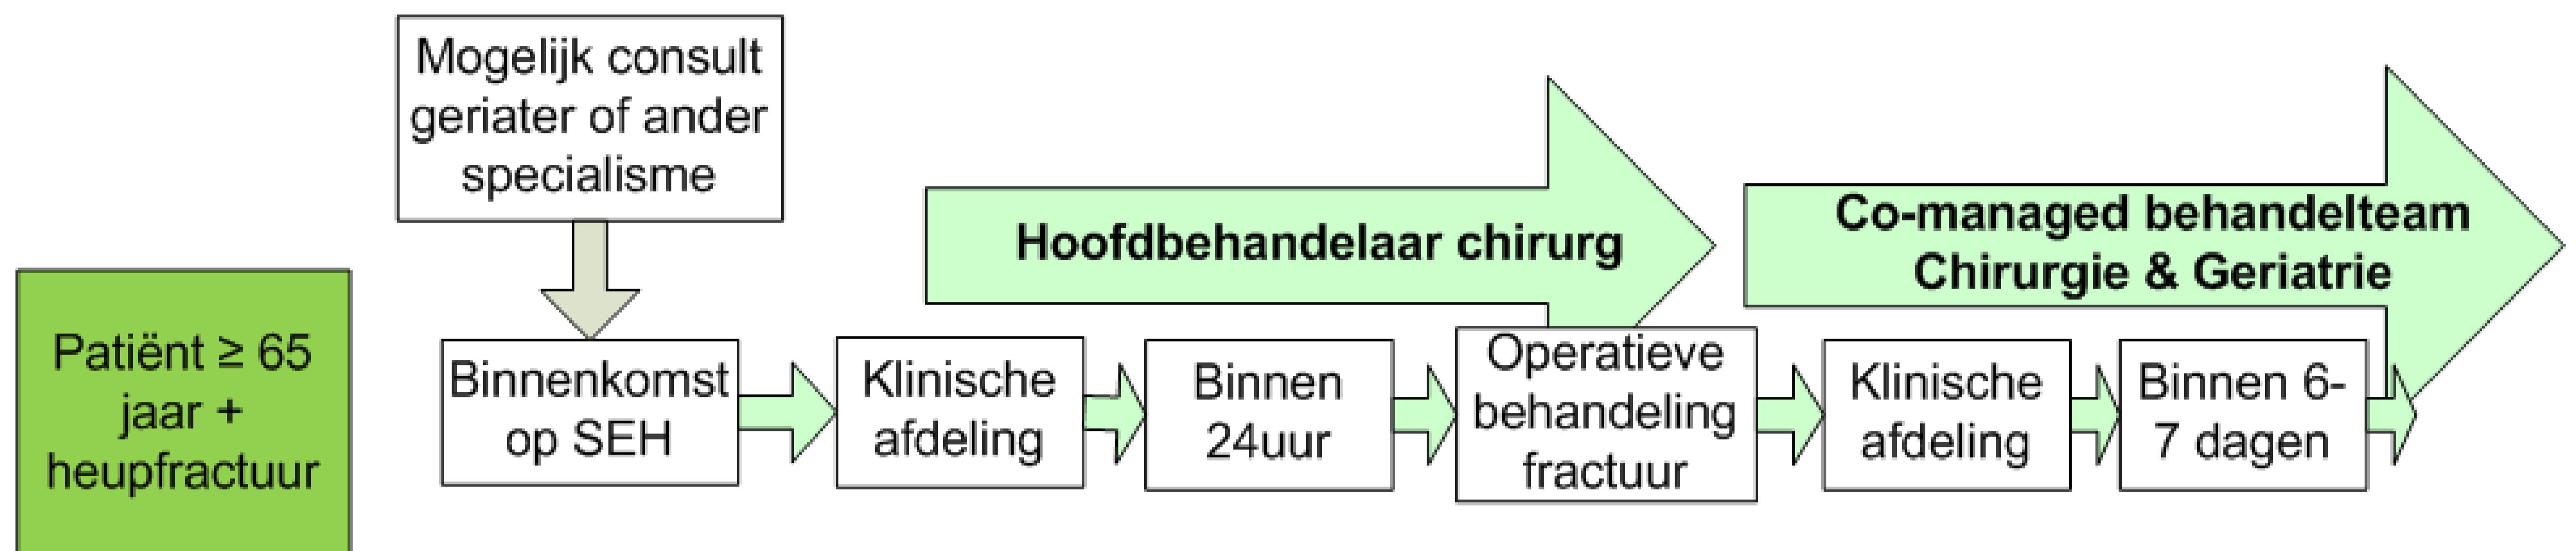 Mogelijk consult
geriater of ander
specialisme
Hoofdbehandelaar chirurg
Co-managed behandelteam
Chirurgie & Geriatrie
Patiënt ≥ 65
jaar +
heupfractuur
Binnenkomst
op SEH
Klinische
afdeling
Binnen
24uur
Operatieve
behandeling
fractuur
Klinische
afdeling
Binnen 6-
7 dagen